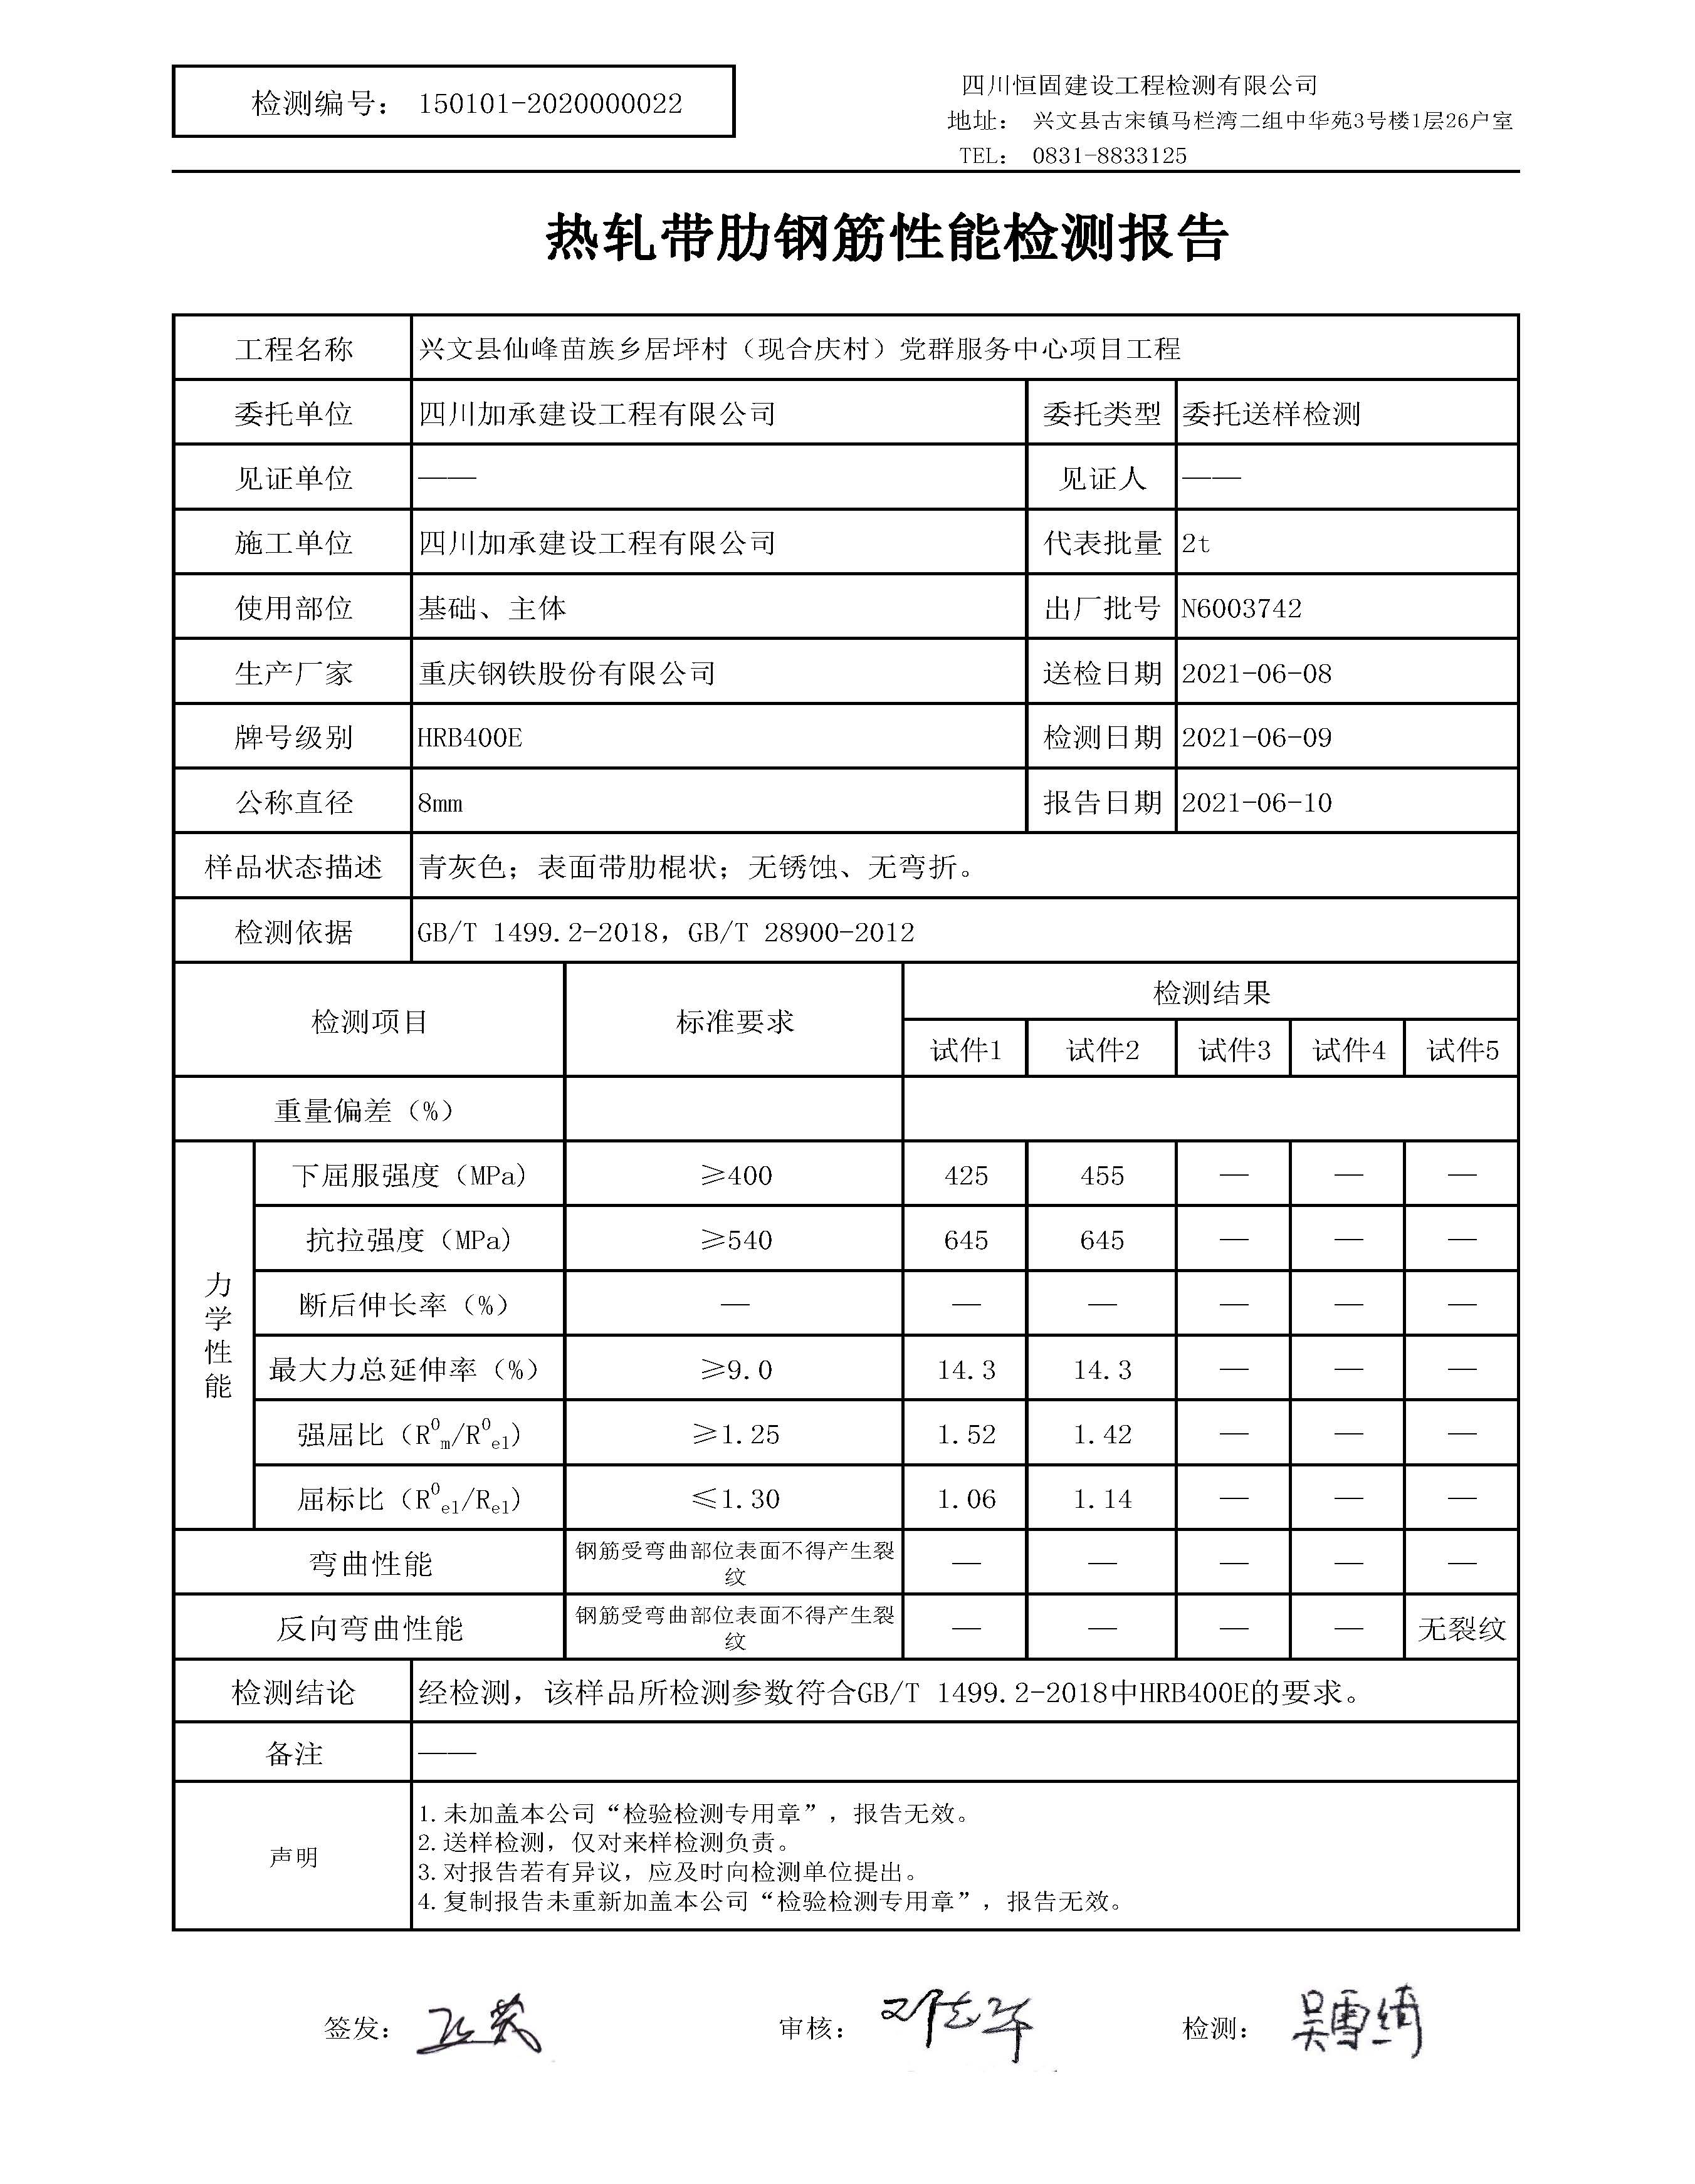 检测编号： 150101-2020000022
四川恒固建设工程检测有限公司
地址： 兴文县古宋镇马栏湾二组中华苑3号楼1层26户室
TEL： 0831-8833125
热轧带肋钢筋性能检测报告
工程名称 兴文县仙峰苗族乡居坪村（现合庆村）党群服务中心项目工程
委托单位 四川加承建设工程有限公司 委托类型 委托送样检测
见证单位 —— 见证人 ——
施工单位 四川加承建设工程有限公司 代表批量 2t
使用部位 基础、主体 出厂批号 N6003742
生产厂家 重庆钢铁股份有限公司 送检日期 2021-06-08
牌号级别 HRB400E 检测日期 2021-06-09
公称直径 8mm 报告日期 2021-06-10
样品状态描述 青灰色；表面带肋棍状；无锈蚀、无弯折。
检测依据 GB/T 1499.2-2018，GB/T 28900-2012
检测项目 标准要求 检测结果
试件1 试件2 试件3 试件4 试件5
重量偏差（%）
力学性能
下屈服强度（MPa） ≥400 425 455 — — —
抗拉强度（MPa） ≥540 645 645 — — —
断后伸长率（%） — — — — — —
最大力总延伸率（%） ≥9.0 14.3 14.3 — — —
强屈比（R⁰m/R⁰el） ≥1.25 1.52 1.42 — — —
屈标比（R⁰el/Rel） ≤1.30 1.06 1.14 — — —
弯曲性能 钢筋受弯曲部位表面不得产生裂
纹 — — — — —
反向弯曲性能 钢筋受弯曲部位表面不得产生裂
纹 — — — — 无裂纹
检测结论 经检测，该样品所检测参数符合GB/T 1499.2-2018中HRB400E的要求。
备注 ——
声明
1.未加盖本公司“检验检测专用章”，报告无效。
2.送样检测，仅对来样检测负责。
3.对报告若有异议，应及时向检测单位提出。
4.复制报告未重新加盖本公司“检验检测专用章”，报告无效。
签发： 审核： 邓志华 检测： 吴雪绮